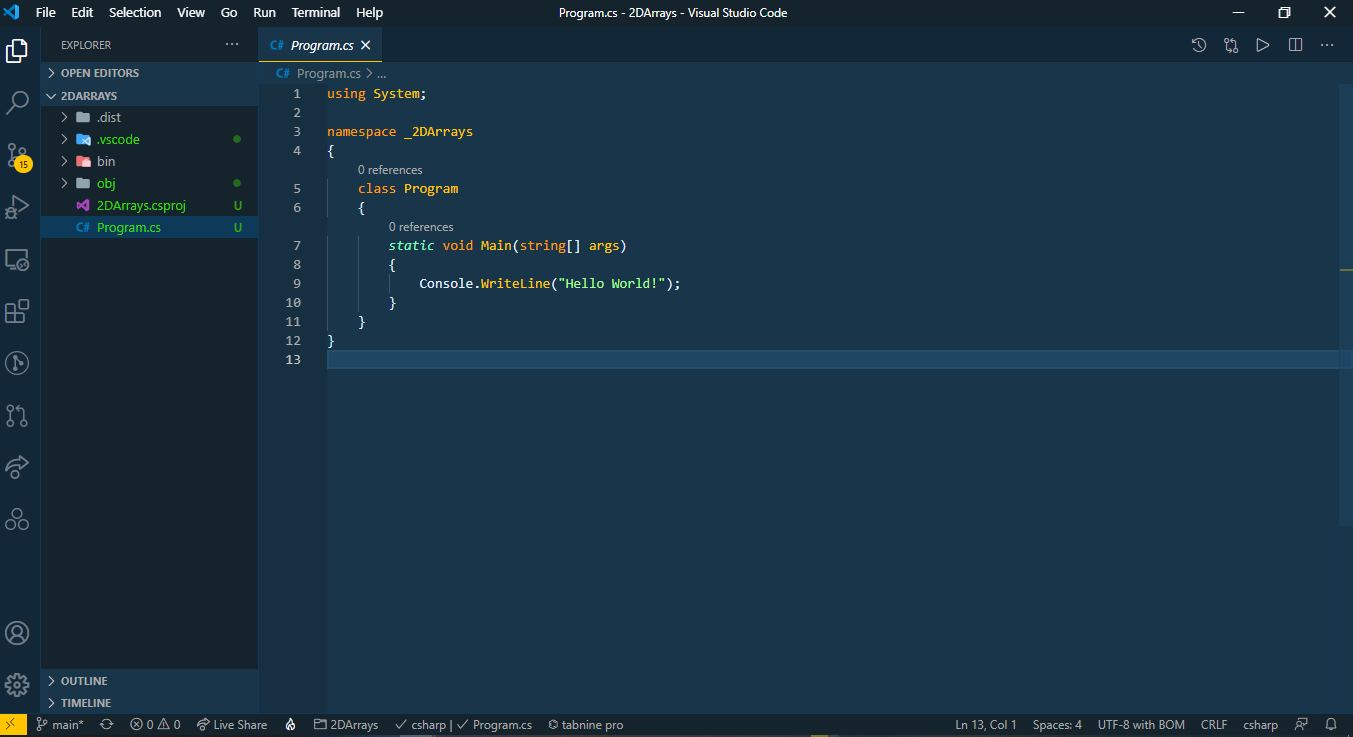 File Edit Selection View Go Run Terminal Help Program.cs - 2DArrays - Visual Studio Code
EXPLORER
C# Program.cs
OPEN EDITORS
2DARRAYS
.dist
.vscode
bin
obj
2DArrays.csproj U
C# Program.cs U
15
OUTLINE
TIMELINE
C# Program.cs > ...
1 using System;
2
3 namespace _2DArrays
4 {
0 references
5 class Program
6 {
0 references
7 static void Main(string[] args)
8 {
9 Console.WriteLine("Hello World!");
10 }
11 }
12 }
13
main* 0 0 Live Share 2DArrays csharp | Program.cs tabnine pro Ln 13, Col 1 Spaces: 4 UTF-8 with BOM CRLF csharp